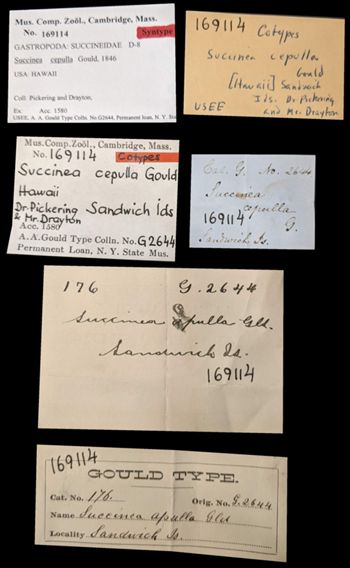 Mus. Comp. Zoöl., Cambridge, Mass.
No. 169114
Syntype
GASTROPODA: SUCCINEIDAE D-8
Succinea cepulla Gould, 1846
USA: HAWAII
Coll. Pickering and Drayton,
Ex: Acc. 1580
USEE, A. A. Gould Type Colln. No G2644, Permanent loan, N. Y. State Mus.
169114 Cotypes
Succinea cepulla
Gould
[Hawaii] Sandwich
Ids. Dr Pickering
USEE and Mr. Drayton
Mus. Comp. Zoöl., Cambridge, Mass.
No. 169114 Cotypes
Succinea cepulla Gould
Hawaii
Dr. Pickering Sandwich Ids
& Mr. Drayton
Acc. 1580
A. A. Gould Type Colln. No. G2644
Permanent Loan, N. Y. State Mus.
Cat. G. No. 2644
Succinea
cepulla
G.
169114
Sandwich Is.
176 G. 2644
Succinea apulla Gld.
Sandwich Is.
169114
169114
GOULD TYPE.
Cat. No. 176. Orig. No. G. 2644
Name Succinea apulla Gld
Locality Sandwich Is.